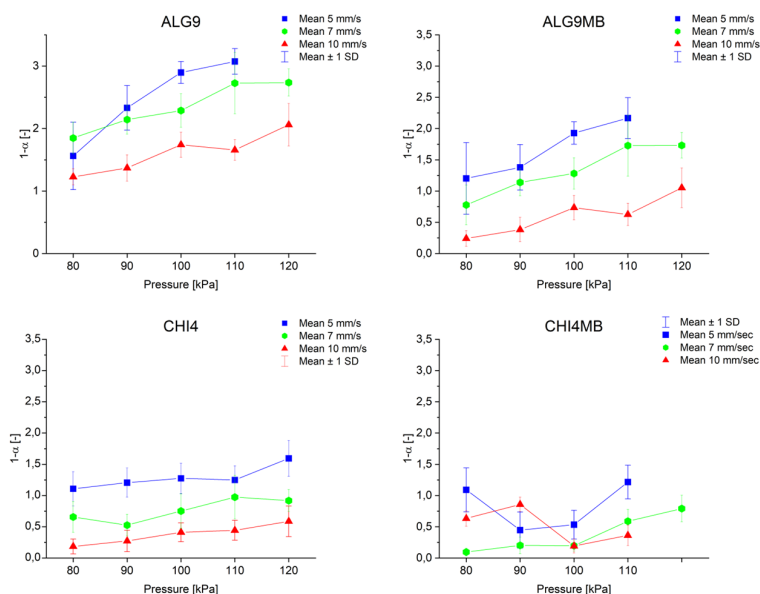 ALG9
Mean 5 mm/s
Mean 7 mm/s
Mean 10 mm/s
Mean ± 1 SD
1-α [-]
3
2
1
0
80 90 100 110 120
Pressure [kPa]
ALG9MB
Mean 5 mm/s
Mean 7 mm/s
Mean 10 mm/s
Mean ± 1 SD
1-α [-]
3,5
3,0
2,5
2,0
1,5
1,0
0,5
0,0
80 90 100 110 120
Pressure [kPa]
CHI4
Mean 5 mm/s
Mean 7 mm/s
Mean 10 mm/s
Mean ± 1 SD
1-α [-]
3,5
3,0
2,5
2,0
1,5
1,0
0,5
0,0
80 90 100 110 120
Pressure [kPa]
CHI4MB
Mean ± 1 SD
Mean 5 mm/sec
Mean 7 mm/sec
Mean 10 mm/sec
1-α [-]
3,5
3,0
2,5
2,0
1,5
1,0
0,5
0,0
80 90 100 110
Pressure [kPa]